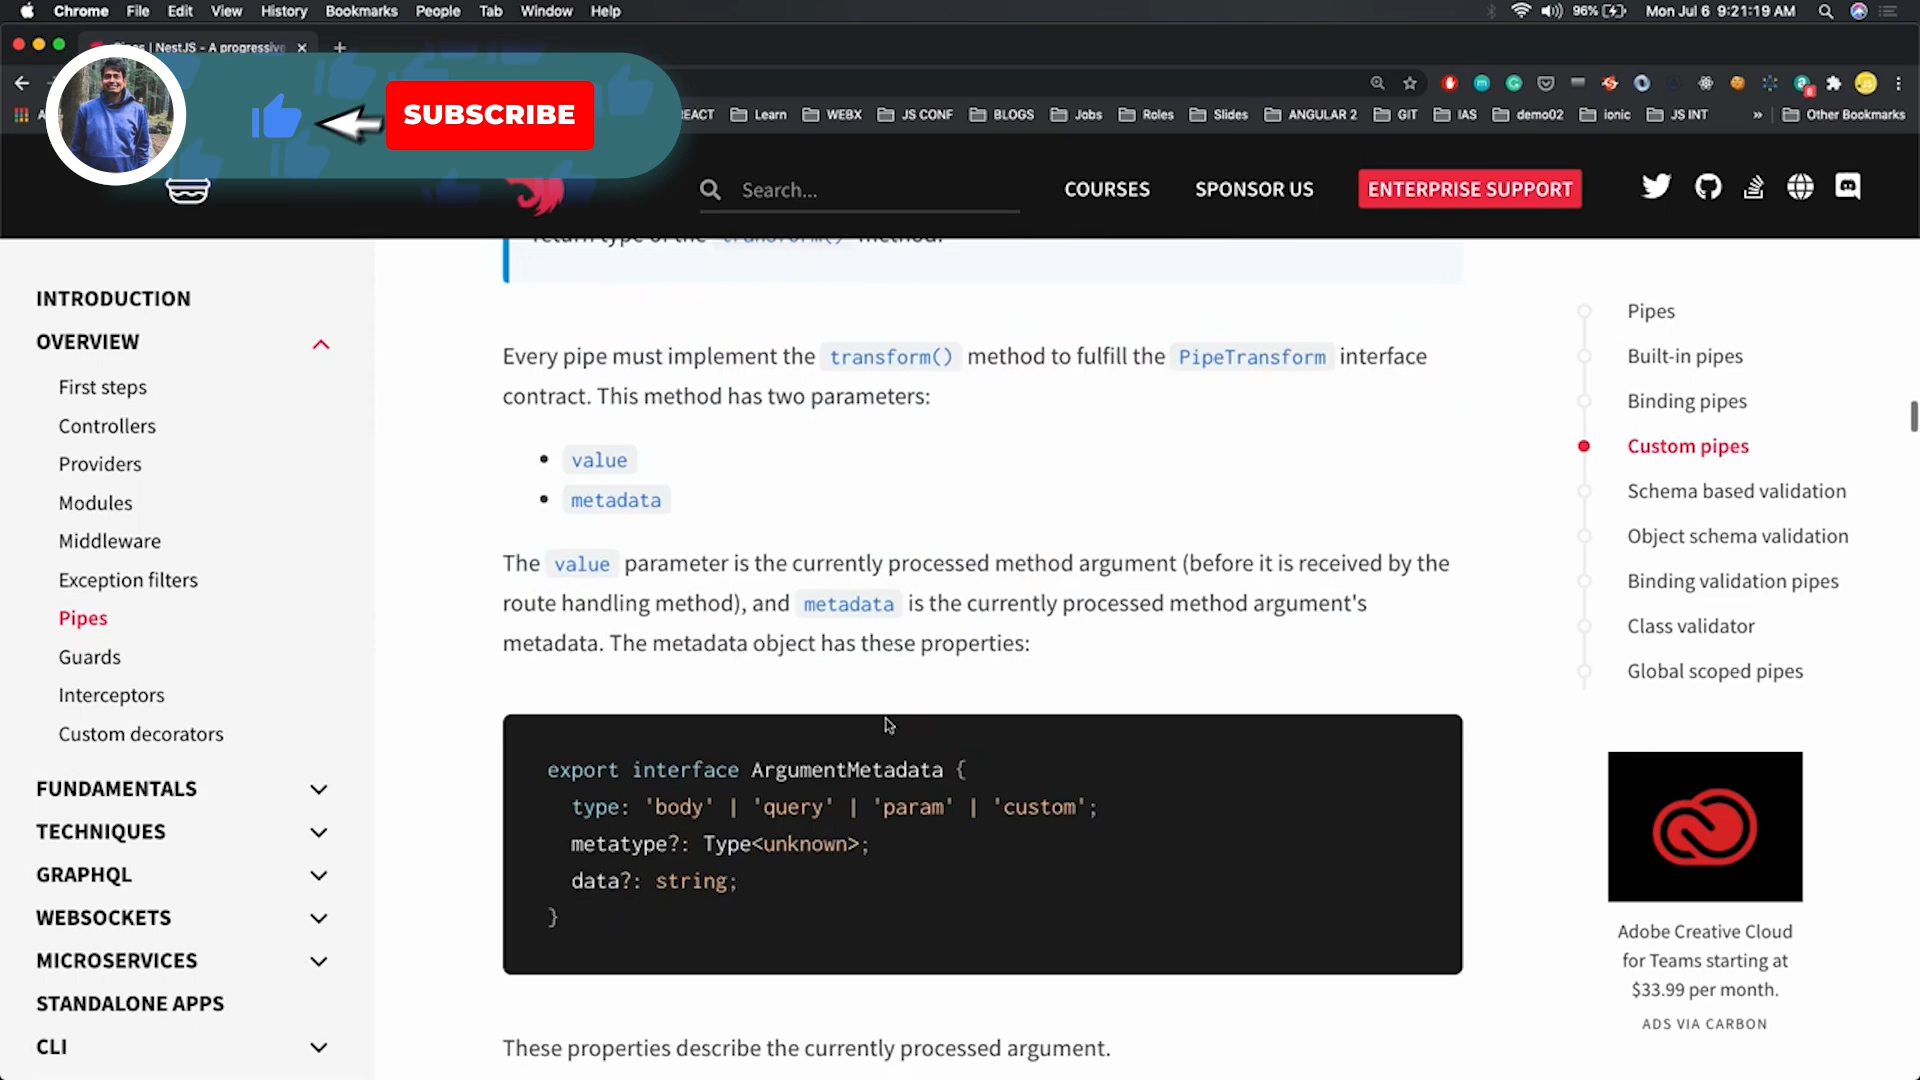 Chrome File Edit View History Bookmarks People Tab Window Help
96% Mon Jul 6 9:21:19 AM
Pipes | NestJS - A progressive
SUBSCRIBE
REACT Learn WEBX JS CONF BLOGS Jobs Roles Slides ANGULAR 2 GIT IAS demo02 ionic JS INT » Other Bookmarks
Search...
COURSES SPONSOR US ENTERPRISE SUPPORT
INTRODUCTION
OVERVIEW
First steps
Controllers
Providers
Modules
Middleware
Exception filters
Pipes
Guards
Interceptors
Custom decorators
FUNDAMENTALS
TECHNIQUES
GRAPHQL
WEBSOCKETS
MICROSERVICES
STANDALONE APPS
CLI
return type of the transform() method.
Every pipe must implement the transform() method to fulfill the PipeTransform interface
contract. This method has two parameters:
• value
• metadata
The value parameter is the currently processed method argument (before it is received by the
route handling method), and metadata is the currently processed method argument's
metadata. The metadata object has these properties:
export interface ArgumentMetadata {
type: 'body' | 'query' | 'param' | 'custom';
metatype?: Type<unknown>;
data?: string;
}
These properties describe the currently processed argument.
Pipes
Built-in pipes
Binding pipes
Custom pipes
Schema based validation
Object schema validation
Binding validation pipes
Class validator
Global scoped pipes
Adobe Creative Cloud
for Teams starting at
$33.99 per month.
ADS VIA CARBON